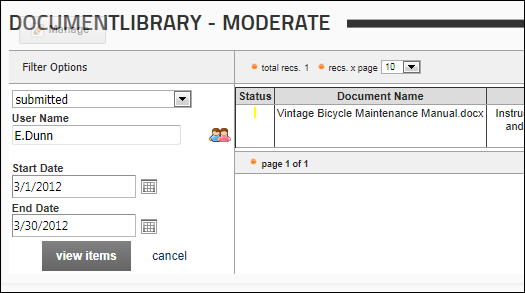 DOCUMENTLIBRARY - MODERATE
Manage
Filter Options
total recs. 1 recs. x page 10
submitted
User Name
E.Dunn
Start Date
3/1/2012
End Date
3/30/2012
view items cancel
Status Document Name
Vintage Bicycle Maintenance Manual.docx Instruc
and
page 1 of 1